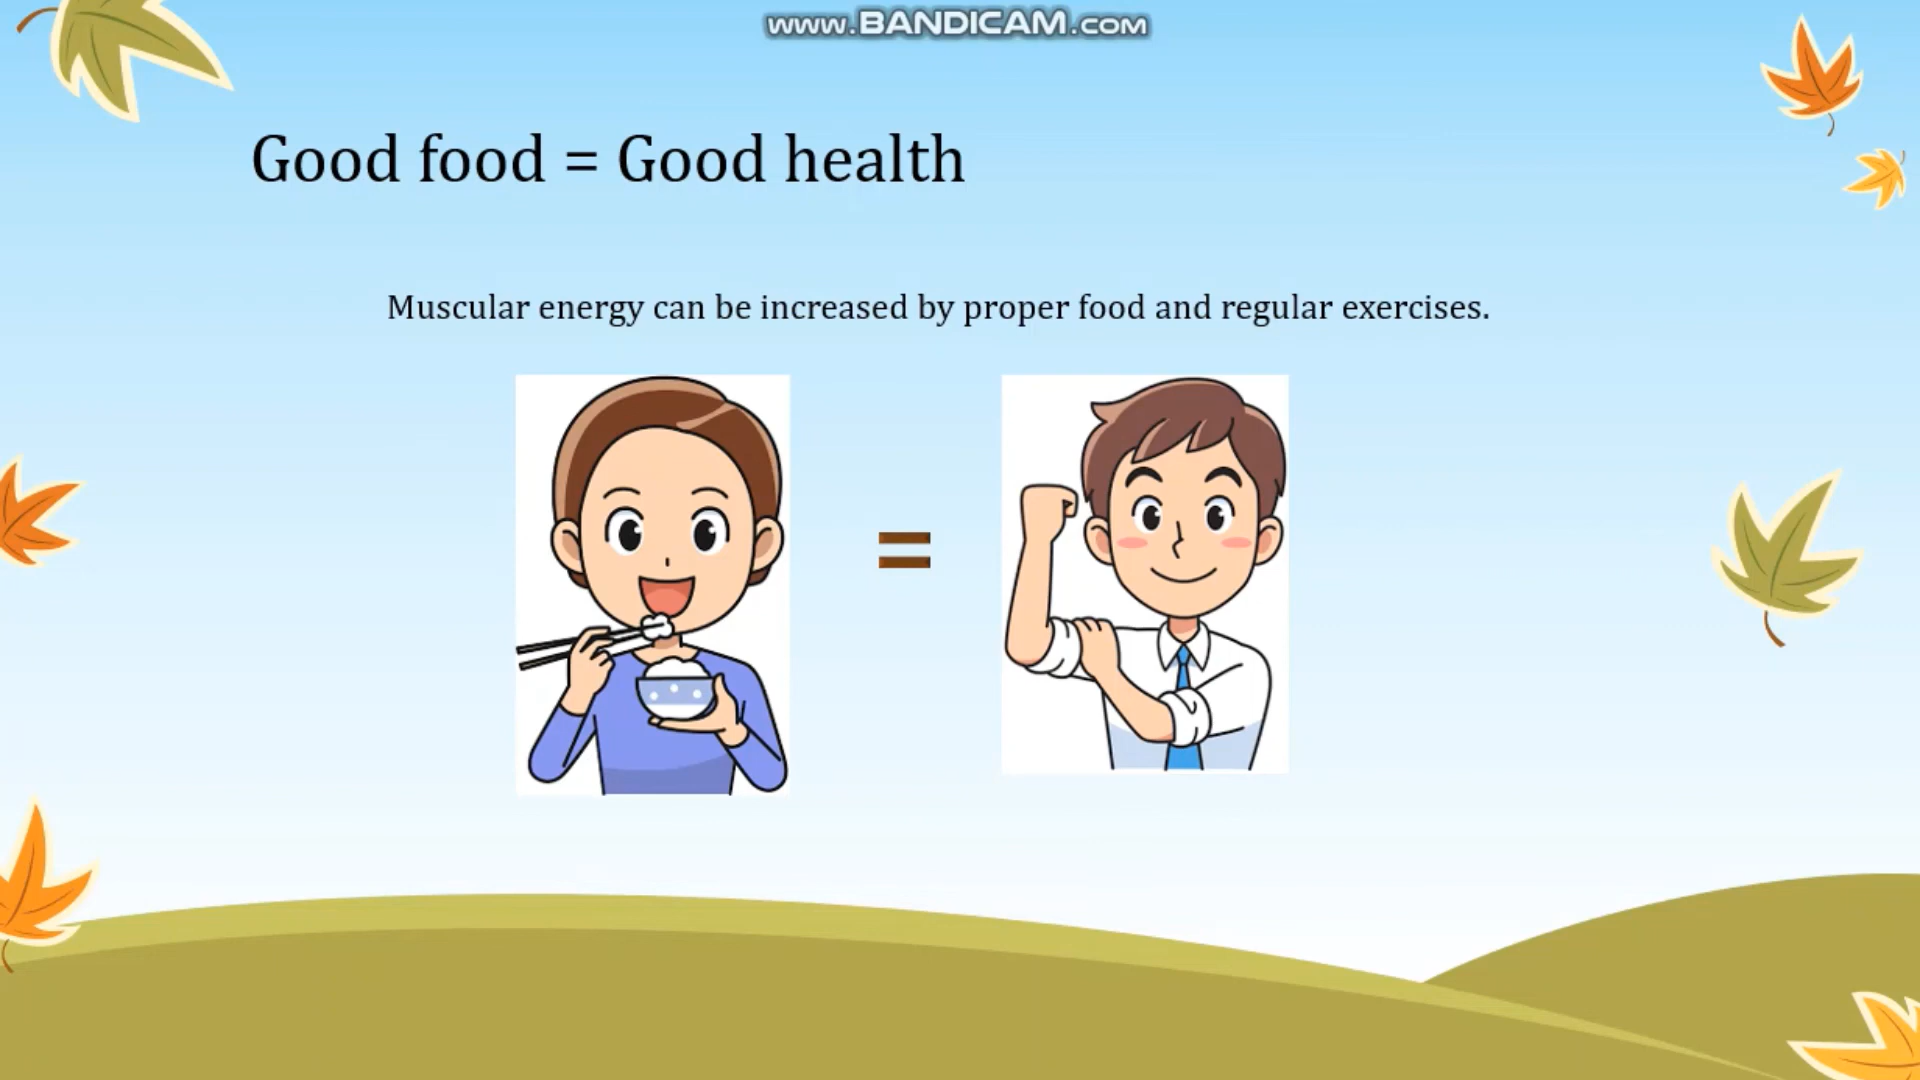 www.BANDICAM.com
Good food = Good health
Muscular energy can be increased by proper food and regular exercises.
=